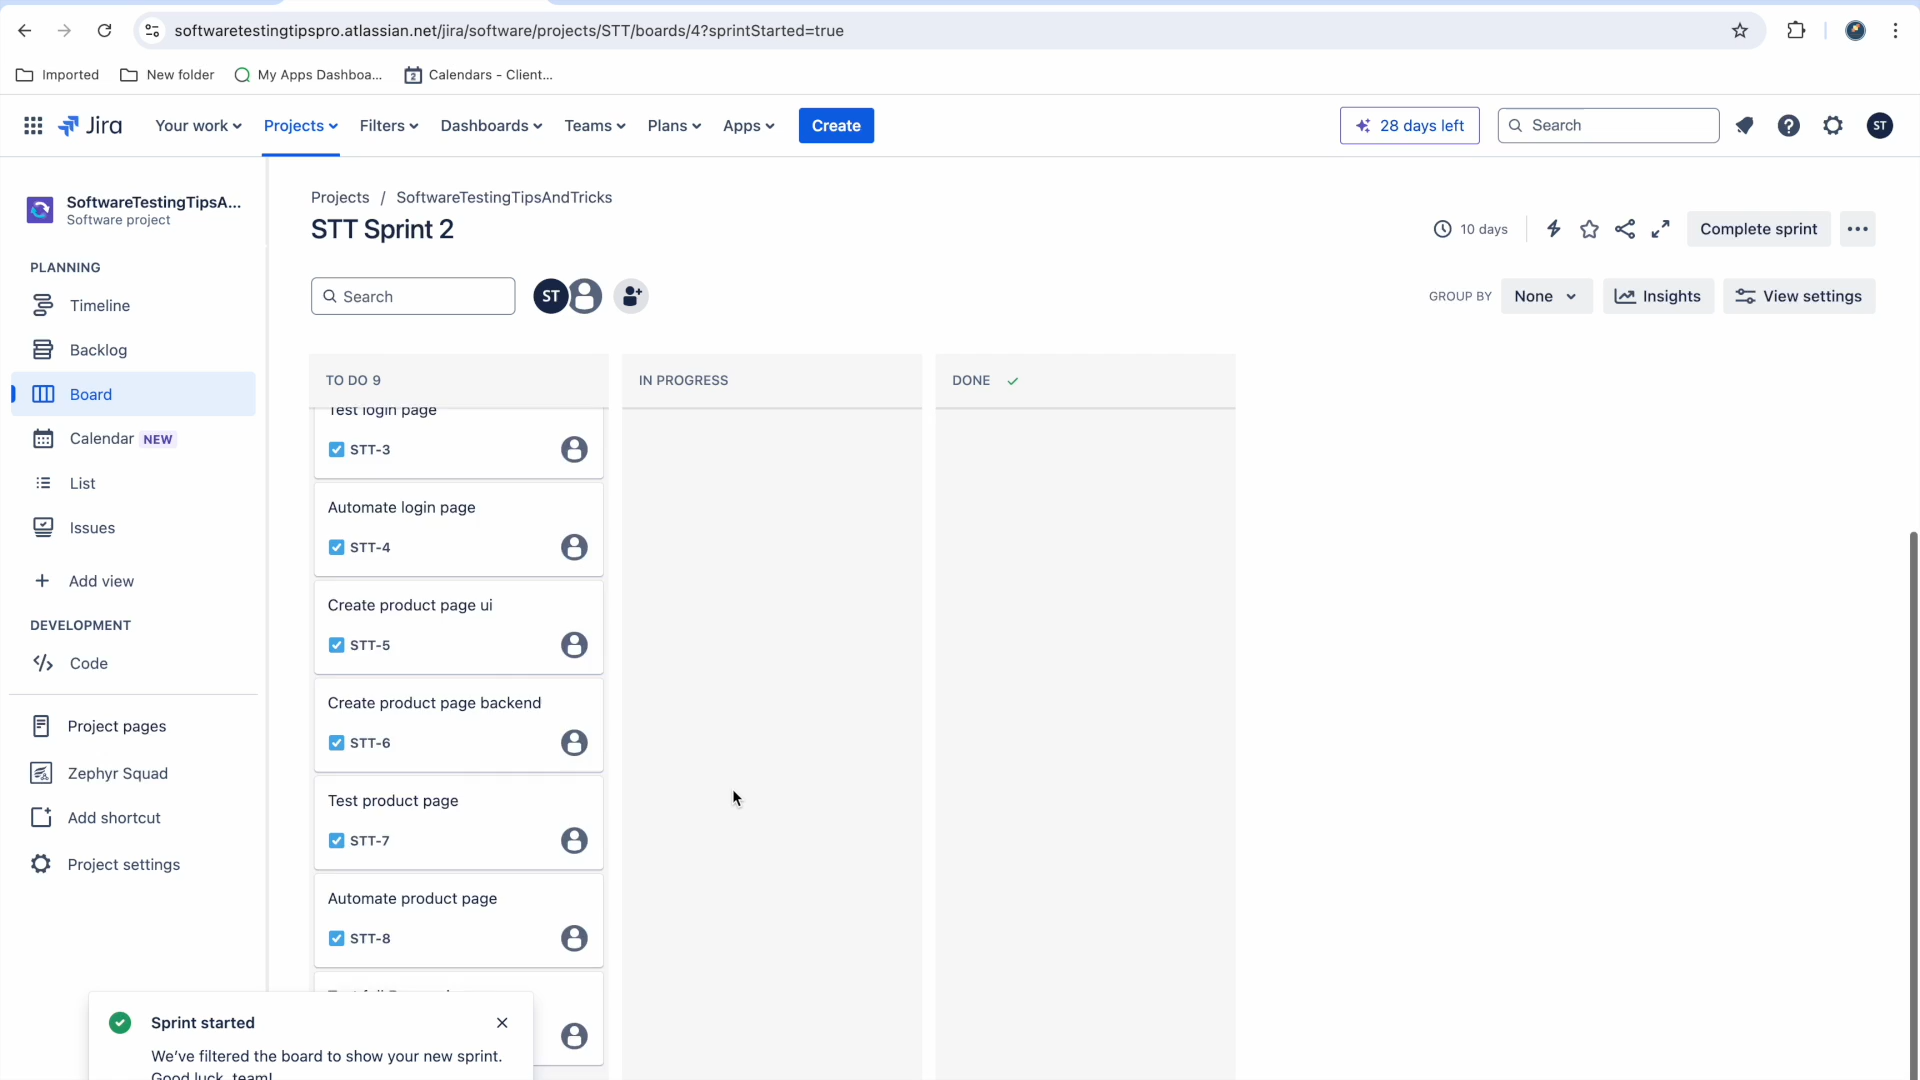 softwaretestingtipspro.atlassian.net/jira/software/projects/STT/boards/4?sprintStarted=true
Imported New folder My Apps Dashboa... 2 Calendars - Client...
Jira Your work Projects Filters Dashboards Teams Plans Apps Create 28 days left Search ? ST
SoftwareTestingTipsA...
Software project
PLANNING
Timeline
Backlog
Board
Calendar NEW
List
Issues
+ Add view
DEVELOPMENT
</> Code
Project pages
Zephyr Squad
Add shortcut
Project settings
Projects / SoftwareTestingTipsAndTricks
STT Sprint 2
10 days Complete sprint
Search ST GROUP BY None Insights View settings
TO DO 9 IN PROGRESS DONE
Test login page
STT-3
Automate login page
STT-4
Create product page ui
STT-5
Create product page backend
STT-6
Test product page
STT-7
Automate product page
STT-8
Sprint started
We've filtered the board to show your new sprint.
Good luck, team!